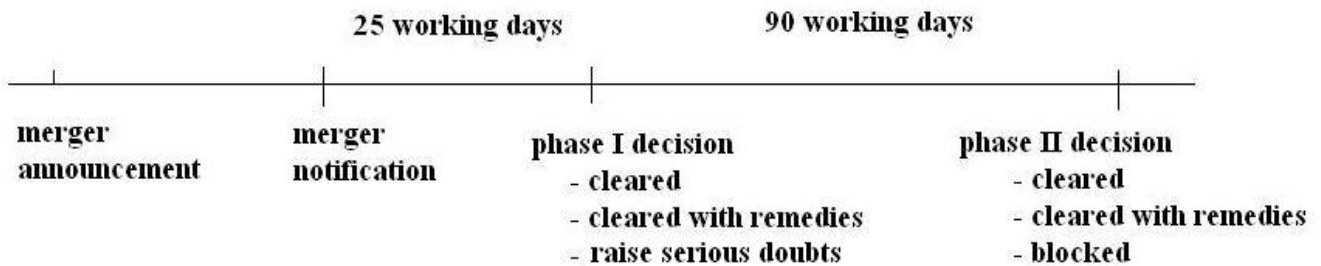 25 working days
90 working days
merger announcement
merger notification
phase I decision
- cleared
- cleared with remedies
- raise serious doubts
phase II decision
- cleared
- cleared with remedies
- blocked